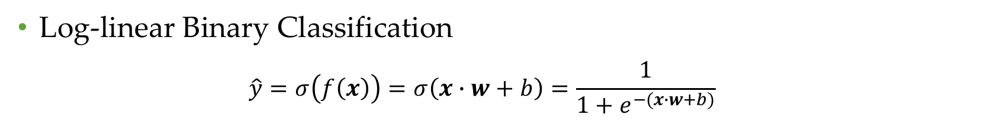 • Log-linear Binary Classification
ŷ = σ(f(𝒙)) = σ(𝒙 · 𝒘 + b) = 1 / (1 + e^−(𝒙·𝒘+b))